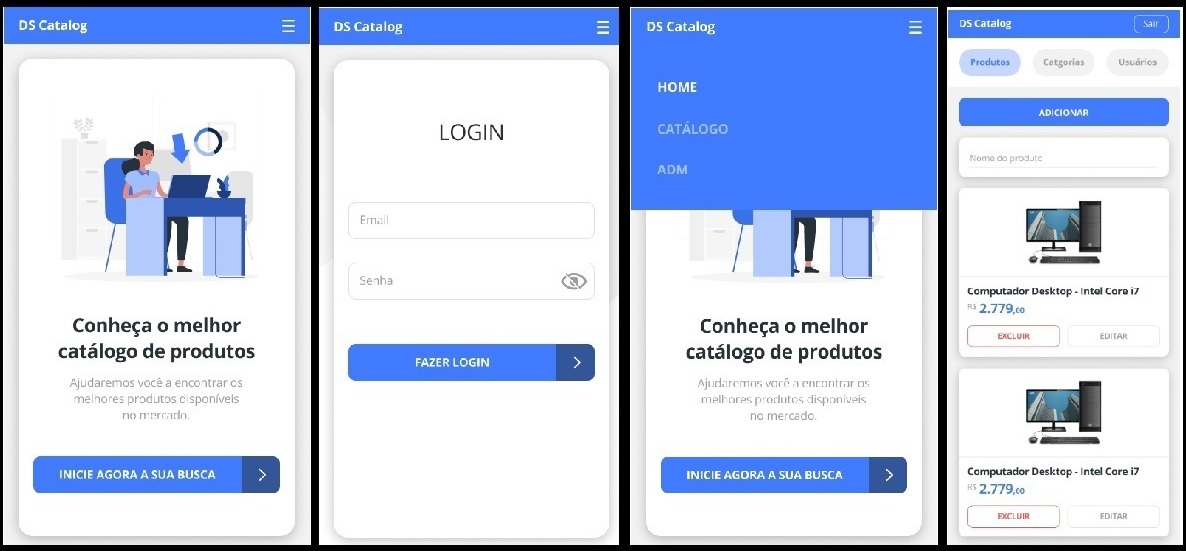 DS Catalog
Conheça o melhor
catálogo de produtos
Ajudaremos você a encontrar os
melhores produtos disponíveis
no mercado.
INICIE AGORA A SUA BUSCA
DS Catalog
LOGIN
Email
Senha
FAZER LOGIN
DS Catalog
HOME
CATÁLOGO
ADM
Conheça o melhor
catálogo de produtos
Ajudaremos você a encontrar os
melhores produtos disponíveis
no mercado.
INICIE AGORA A SUA BUSCA
DS Catalog Sair
Produtos Catgorias Usuários
ADICIONAR
Nome do produto
Computador Desktop - Intel Core i7
R$ 2.779,00
EXCLUIR EDITAR
Computador Desktop - Intel Core i7
R$ 2.779,00
EXCLUIR EDITAR